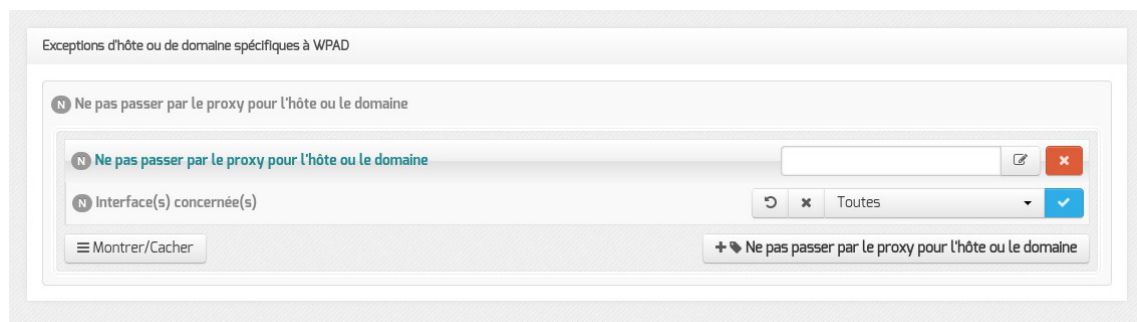 Exceptions d'hôte ou de domaine spécifiques à WPAD
N Ne pas passer par le proxy pour l'hôte ou le domaine
N Ne pas passer par le proxy pour l'hôte ou le domaine
N Interface(s) concernée(s) Toutes
Montrer/Cacher Ne pas passer par le proxy pour l'hôte ou le domaine